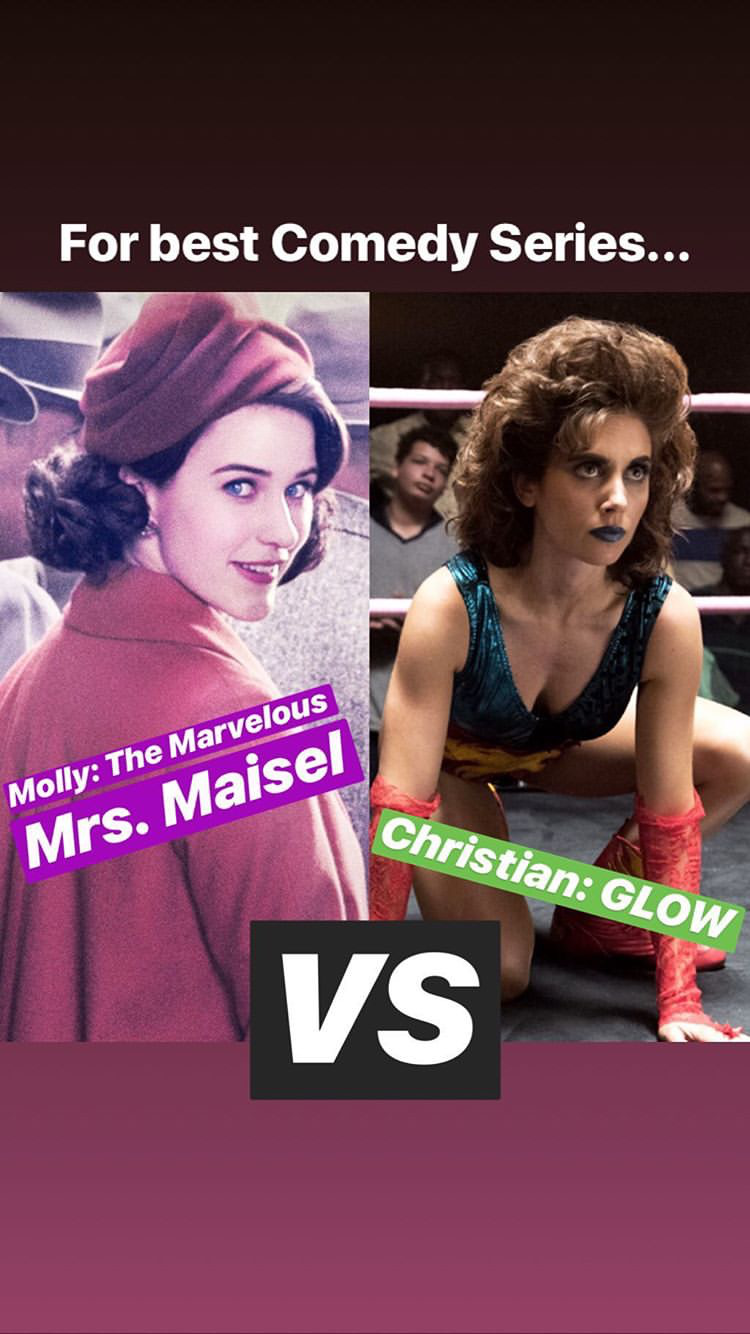 For best Comedy Series...
Molly: The Marvelous
Mrs. Maisel
Christian: GLOW
VS